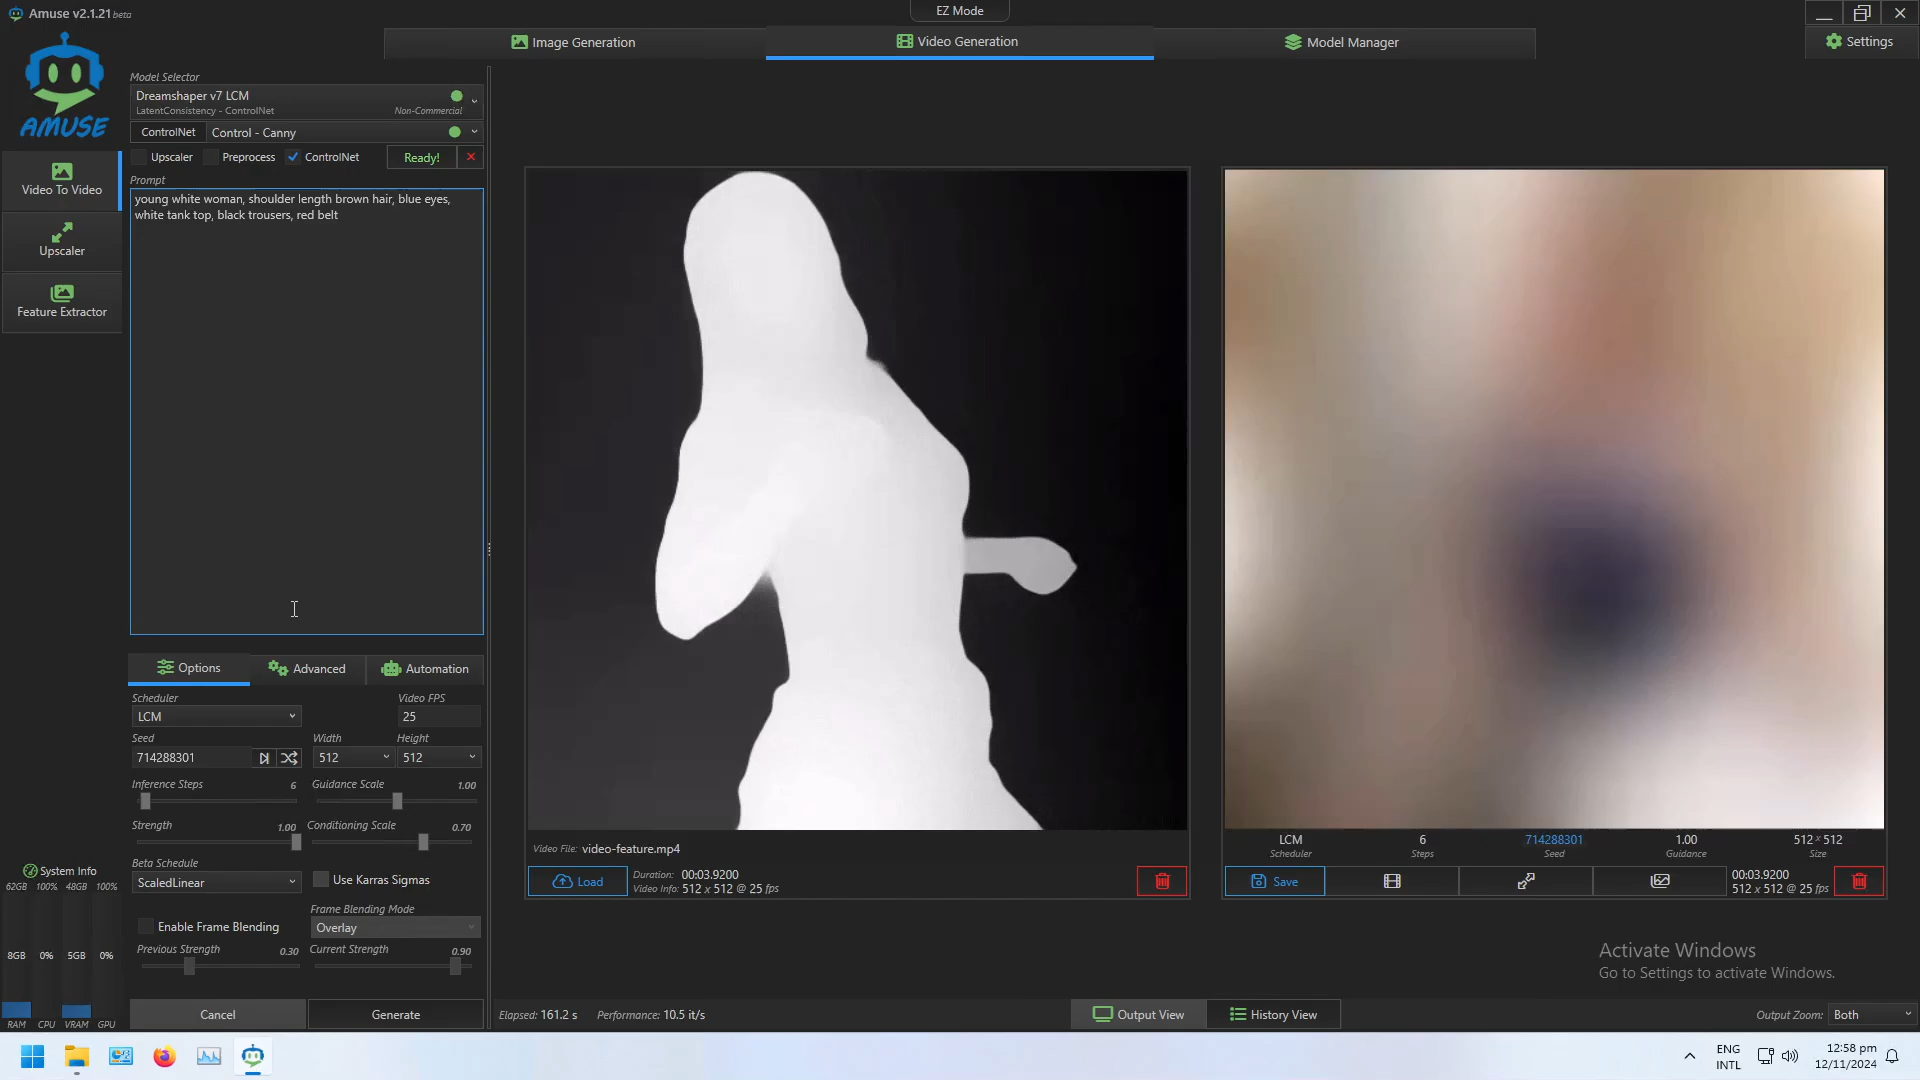 Amuse v2.1.21 beta
EZ Mode
Image Generation
Video Generation
Model Manager
Settings
AMUSE
Model Selector
Dreamshaper v7 LCM
LatentConsistency - ControlNet
Non-Commercial
ControlNet
Control - Canny
Upscaler
Preprocess
ControlNet
Ready!
Video To Video
Upscaler
Feature Extractor
Prompt
young white woman, shoulder length brown hair, blue eyes,
white tank top, black trousers, red belt
Options
Advanced
Automation
Scheduler
Video FPS
LCM
25
Seed
Width
Height
714288301
512
512
Inference Steps
6
Guidance Scale
1.00
Strength
1.00
Conditioning Scale
0.70
Beta Schedule
ScaledLinear
Use Karras Sigmas
Enable Frame Blending
Frame Blending Mode
Overlay
Previous Strength
0.30
Current Strength
0.90
Cancel
Generate
System Info
62GB 100% 48GB 100%
8GB 0% 5GB 0%
RAM CPU VRAM GPU
Video File: video-feature.mp4
Load
Duration: 00:03.9200
Video Info: 512 x 512 @ 25 fps
LCM
Scheduler
6
Steps
714288301
Seed
1.00
Guidance
512 x 512
Size
Save
00:03.9200
512 x 512 @ 25 fps
Activate Windows
Go to Settings to activate Windows.
Elapsed: 161.2 s
Performance: 10.5 it/s
Output View
History View
Output Zoom: Both
ENG
INTL
12:58 pm
12/11/2024